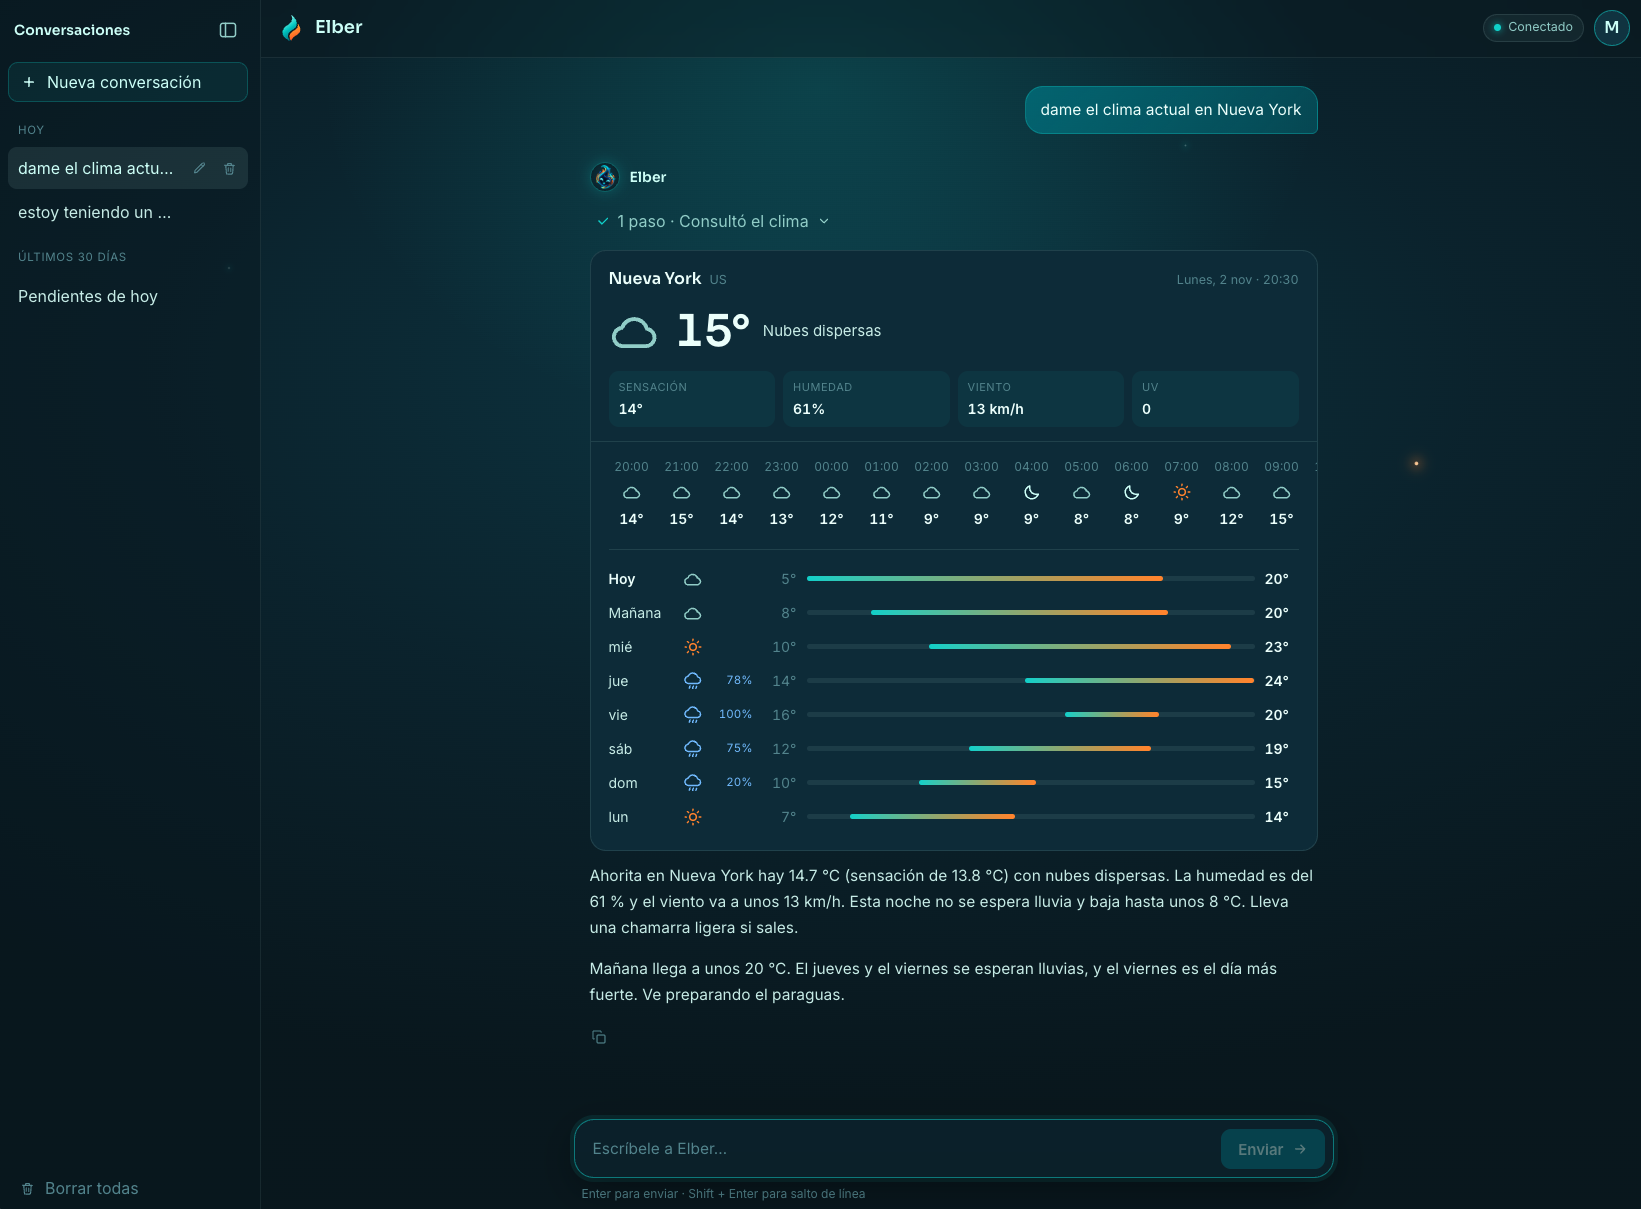 Conversaciones
Nueva conversación
HOY
dame el clima actu...
estoy teniendo un ...
ÚLTIMOS 30 DÍAS
Pendientes de hoy
Borrar todas
Elber
Conectado
M
dame el clima actual en Nueva York
Elber
1 paso · Consultó el clima
Nueva York US
Lunes, 2 nov · 20:30
15° Nubes dispersas
SENSACIÓN HUMEDAD VIENTO UV
14° 61% 13 km/h 0
20:00 21:00 22:00 23:00 00:00 01:00 02:00 03:00 04:00 05:00 06:00 07:00 08:00 09:00
14° 15° 14° 13° 12° 11° 9° 9° 9° 8° 8° 9° 12° 15°
Hoy 5° 20°
Mañana 8° 20°
mié 10° 23°
jue 78% 14° 24°
vie 100% 16° 20°
sáb 75% 12° 19°
dom 20% 10° 15°
lun 7° 14°
Ahorita en Nueva York hay 14.7 °C (sensación de 13.8 °C) con nubes dispersas. La humedad es del
61 % y el viento va a unos 13 km/h. Esta noche no se espera lluvia y baja hasta unos 8 °C. Lleva
una chamarra ligera si sales.
Mañana llega a unos 20 °C. El jueves y el viernes se esperan lluvias, y el viernes es el día más
fuerte. Ve preparando el paraguas.
Escríbele a Elber...
Enviar →
Enter para enviar · Shift + Enter para salto de línea